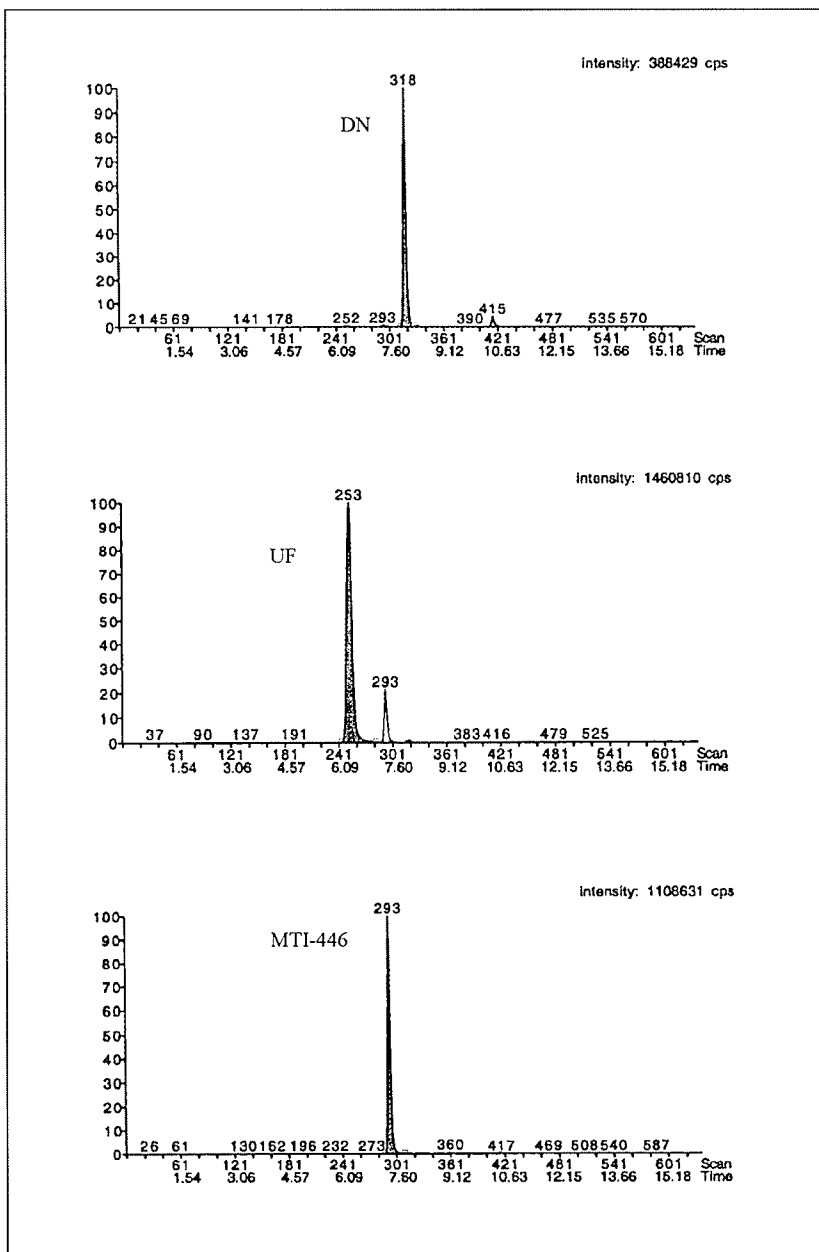 intensity: 388429 cps
318
100
90
80
70
60
50
40
30
20
10
0
DN
21 45 69 141 178 252 293 390 415 477 535 570
61 121 181 241 301 361 421 481 541 601 Scan
1.54 3.06 4.57 6.09 7.60 9.12 10.63 12.15 13.66 15.18 Time
intensity: 1460810 cps
253
100
90
80
70
60
50
40
30
20
10
0
UF
293
37 90 137 191 383 416 479 525
61 121 181 241 301 361 421 481 541 601 Scan
1.54 3.06 4.57 6.09 7.60 9.12 10.63 12.15 13.66 15.18 Time
intensity: 1108631 cps
293
100
90
80
70
60
50
40
30
20
10
0
MTI-446
26 61 130 162 196 232 273 360 417 469 508 540 587
61 121 181 241 301 361 421 481 541 601 Scan
1.54 3.06 4.57 6.09 7.60 9.12 10.63 12.15 13.66 15.18 Time